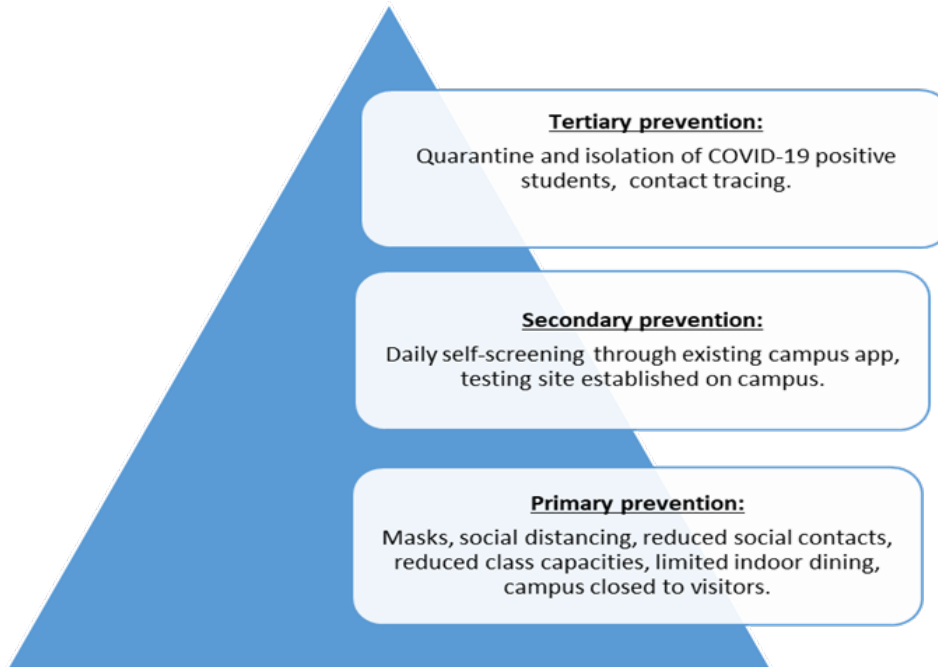 Tertiary prevention:
Quarantine and isolation of COVID-19 positive
students, contact tracing.
Secondary prevention:
Daily self-screening through existing campus app,
testing site established on campus.
Primary prevention:
Masks, social distancing, reduced social contacts,
reduced class capacities, limited indoor dining,
campus closed to visitors.